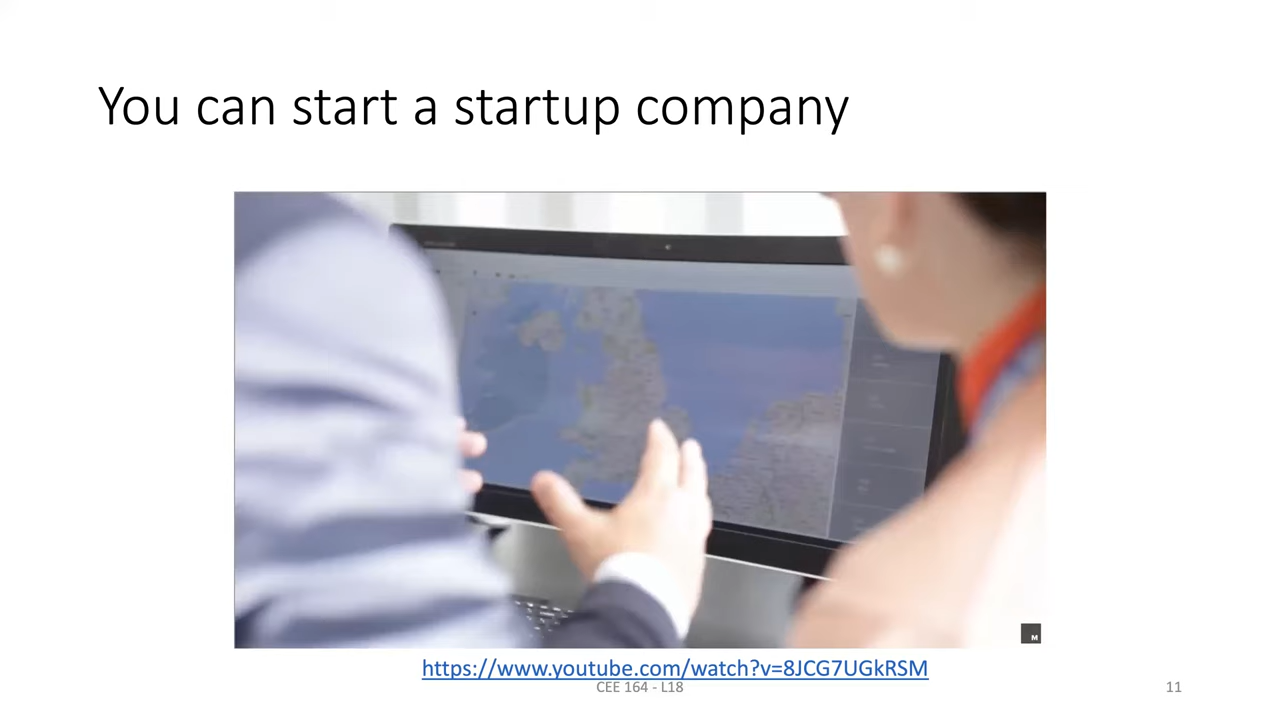 You can start a startup company
M
https://www.youtube.com/watch?v=8JCG7UGkRSM
CEE 164 - L18
11